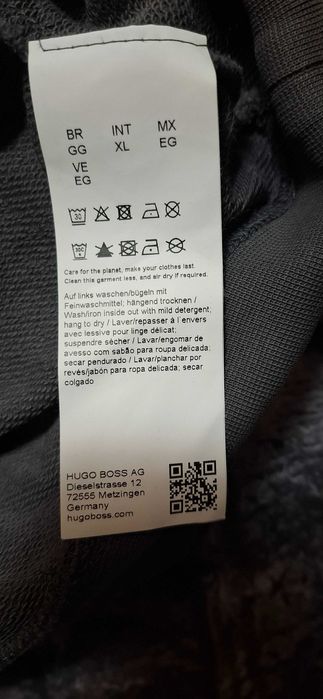 BR INT MX
GG XL EG
VE
EG
30
30C
Care for the planet, make your clothes last.
Clean this garment less, and air dry if required.
Auf links waschen/bügeln mit
Feinwaschmittel; hängend trocknen /
Wash/iron inside out with mild detergent;
hang to dry / Laver/repasser à l`envers
avec lessive pour linge délicat;
suspendre sécher / Lavar/engomar de
avesso com sabão para roupa delicada;
secar pendurado / Lavar/planchar por
revés/jabón para ropa delicada; secar
colgado
HUGO BOSS AG
Dieselstrasse 12
72555 Metzingen
Germany
hugoboss.com